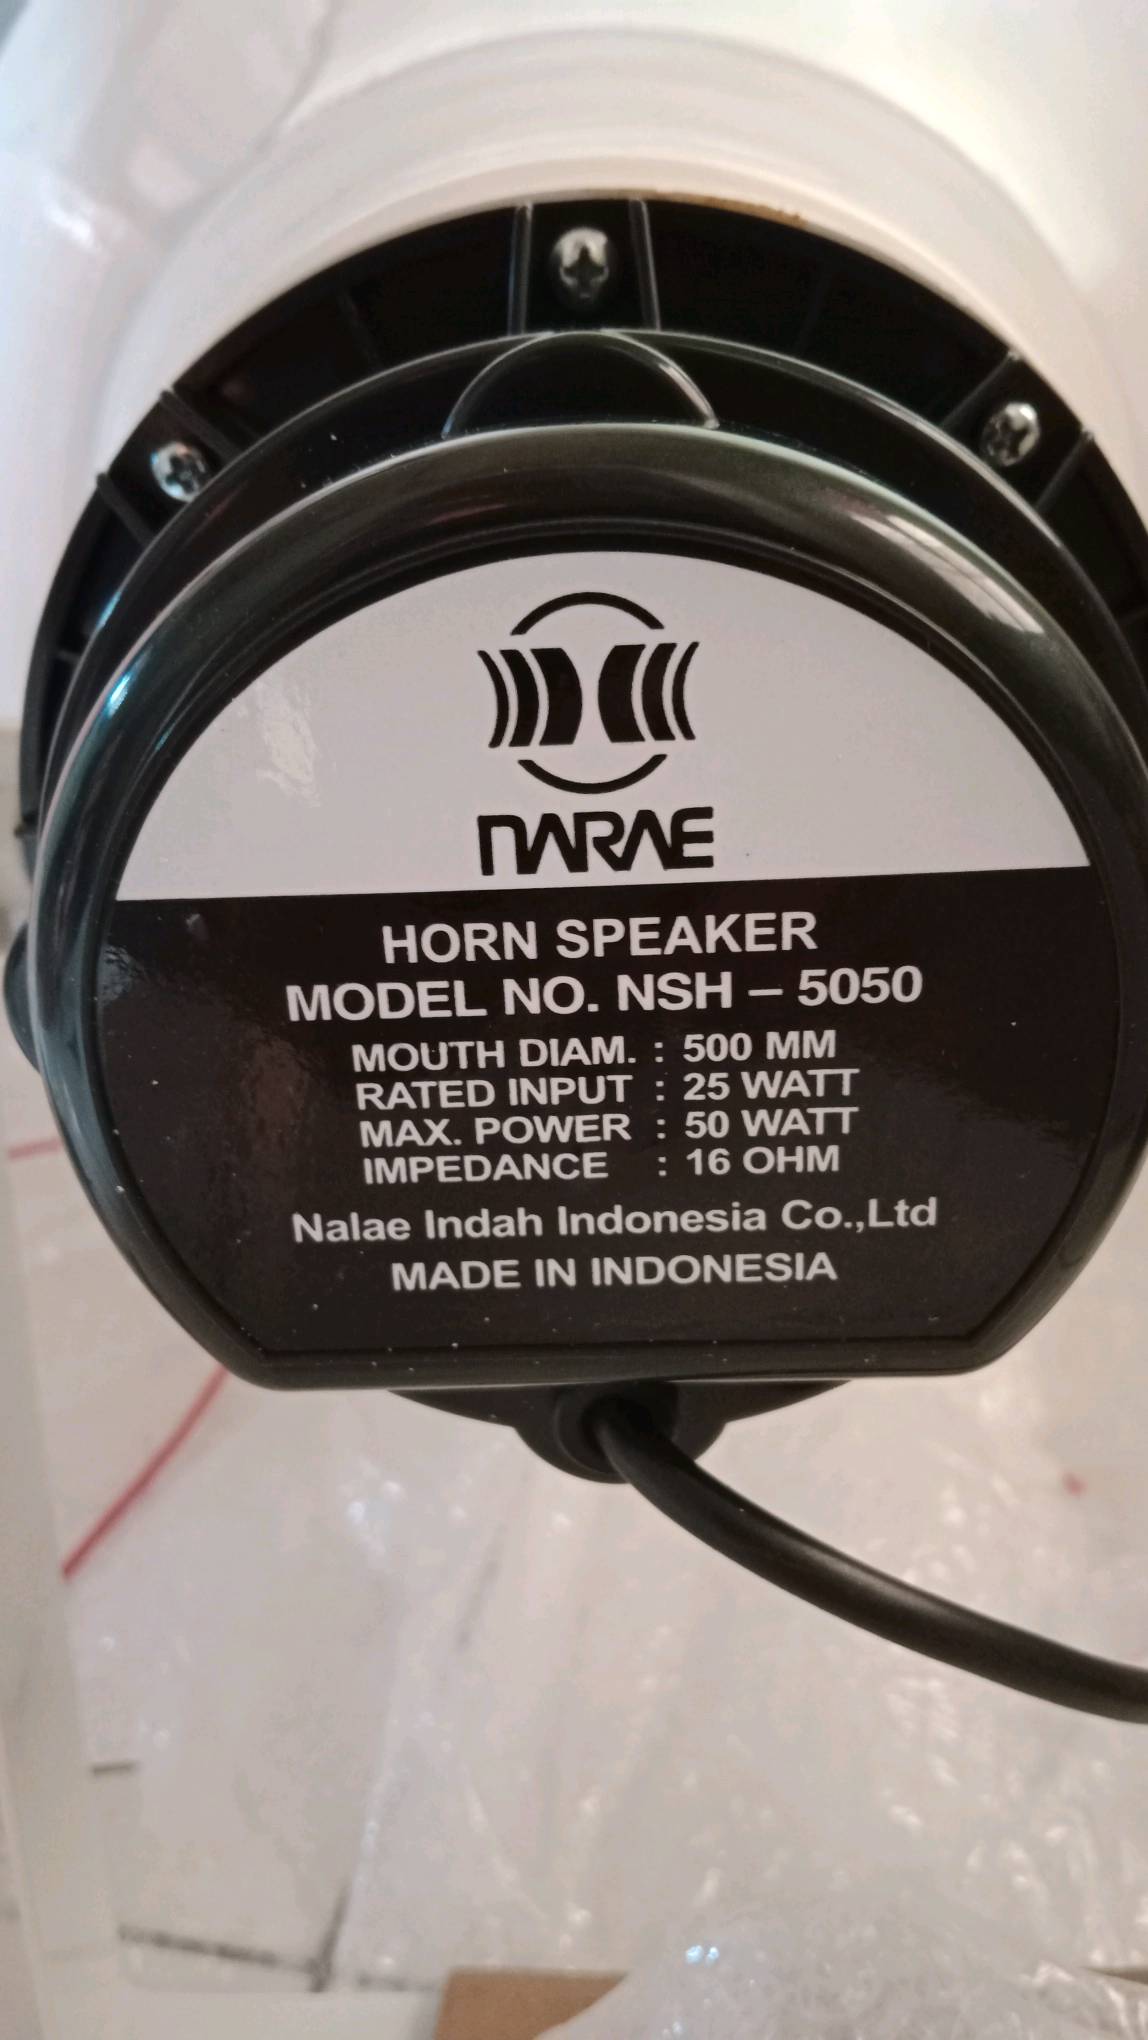 NARAE
HORN SPEAKER
MODEL NO. NSH – 5050
MOUTH DIAM. : 500 MM
RATED INPUT : 25 WATT
MAX. POWER : 50 WATT
IMPEDANCE : 16 OHM
Nalae Indah Indonesia Co.,Ltd
MADE IN INDONESIA